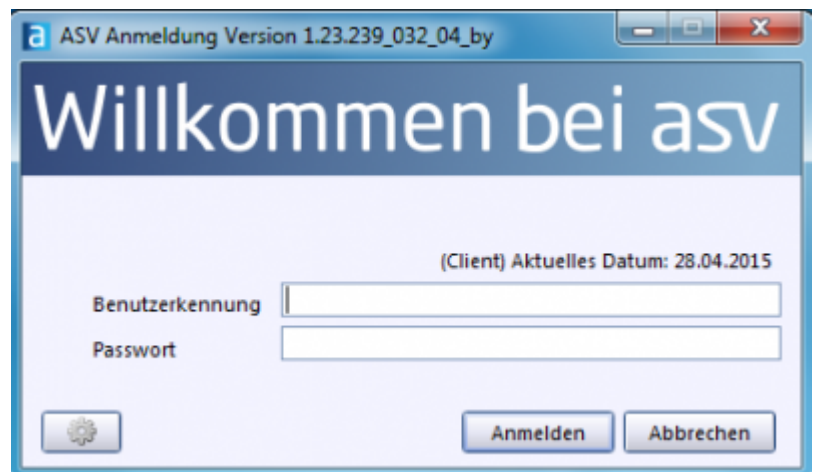 a ASV Anmeldung Version 1.23.239_032_04_by
Willkommen bei asv
(Client) Aktuelles Datum: 28.04.2015
Benutzerkennung
Passwort
Anmelden Abbrechen